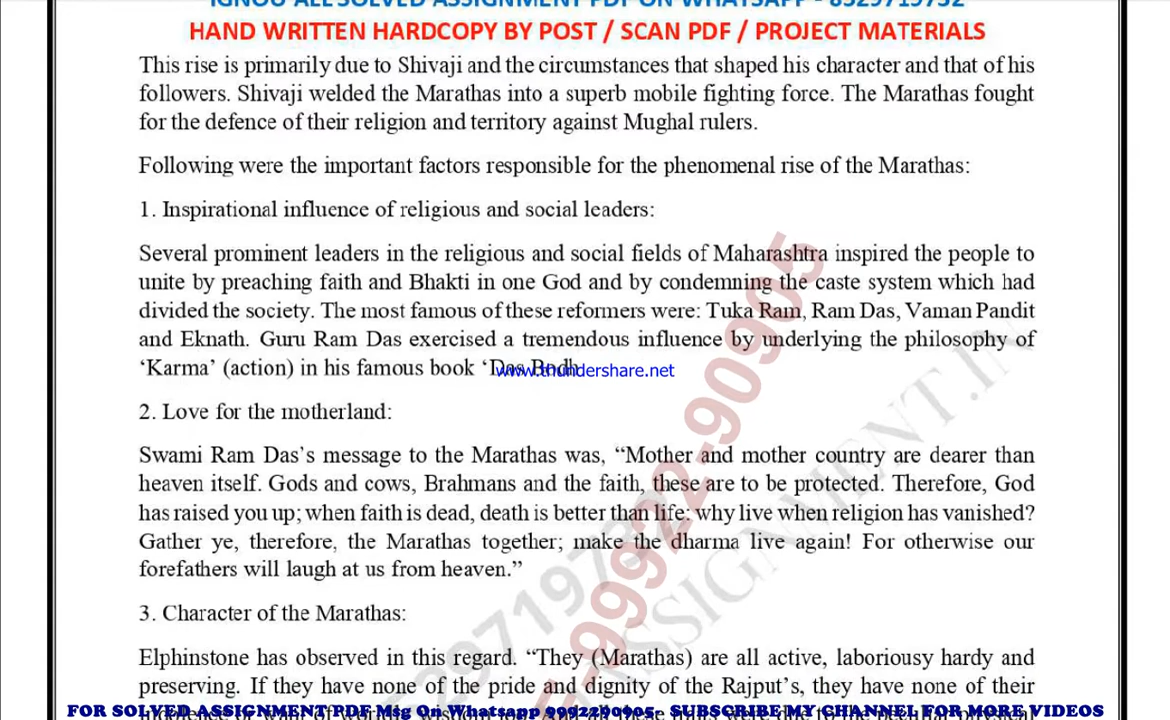 IGNOU ALL SOLVED ASSIGNMENT PDF ON WHATSAPP - 8529719732
HAND WRITTEN HARDCOPY BY POST / SCAN PDF / PROJECT MATERIALS
This rise is primarily due to Shivaji and the circumstances that shaped his character and that of his
followers. Shivaji welded the Marathas into a superb mobile fighting force. The Marathas fought
for the defence of their religion and territory against Mughal rulers.
Following were the important factors responsible for the phenomenal rise of the Marathas:
1. Inspirational influence of religious and social leaders:
Several prominent leaders in the religious and social fields of Maharashtra inspired the people to
unite by preaching faith and Bhakti in one God and by condemning the caste system which had
divided the society. The most famous of these reformers were: Tuka Ram, Ram Das, Vaman Pandit
and Eknath. Guru Ram Das exercised a tremendous influence by underlying the philosophy of
‘Karma’ (action) in his famous book ‘Das Bodh
www.thundershare.net
2. Love for the motherland:
Swami Ram Das’s message to the Marathas was, “Mother and mother country are dearer than
heaven itself. Gods and cows, Brahmans and the faith, these are to be protected. Therefore, God
has raised you up; when faith is dead, death is better than life; why live when religion has vanished?
Gather ye, therefore, the Marathas together; make the dharma live again! For otherwise our
forefathers will laugh at us from heaven.”
3. Character of the Marathas:
Elphinstone has observed in this regard. “They (Marathas) are all active, laboriousy hardy and
preserving. If they have none of the pride and dignity of the Rajput’s, they have none of their
FOR SOLVED ASSIGNMENT PDF Msg On Whatsapp 9992290905- SUBSCRIBE MY CHANNEL FOR MORE VIDEOS
-99922-90905
ASSIGNMENT.IN